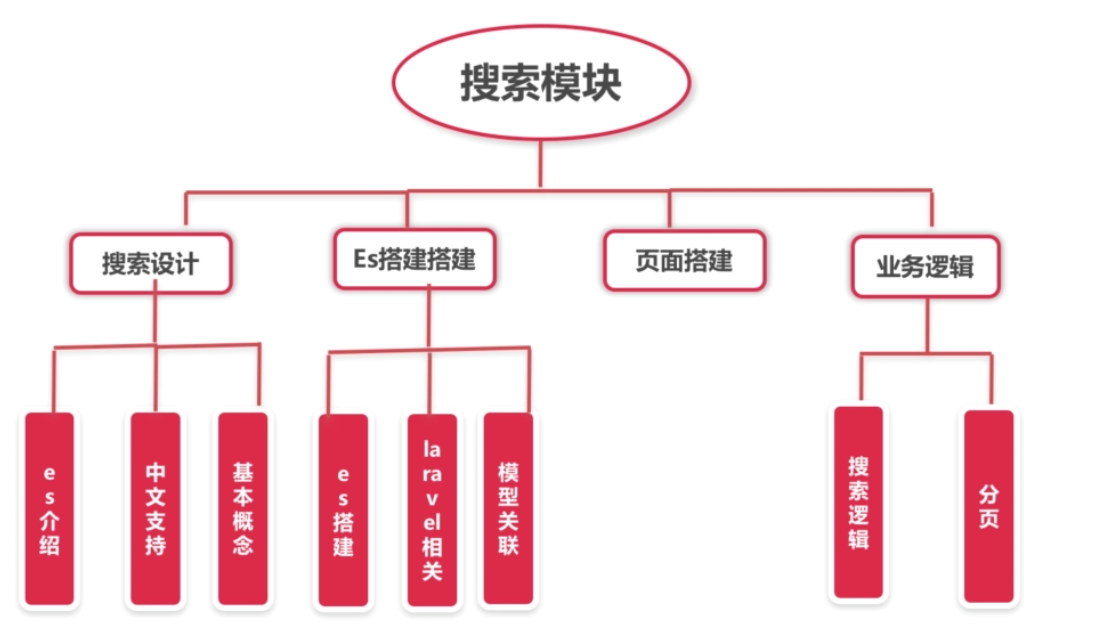 搜索模块
搜索设计
Es搭建搭建
页面搭建
业务逻辑
es介绍
中文支持
基本概念
es搭建
laravel相关
模型关联
搜索逻辑
分页